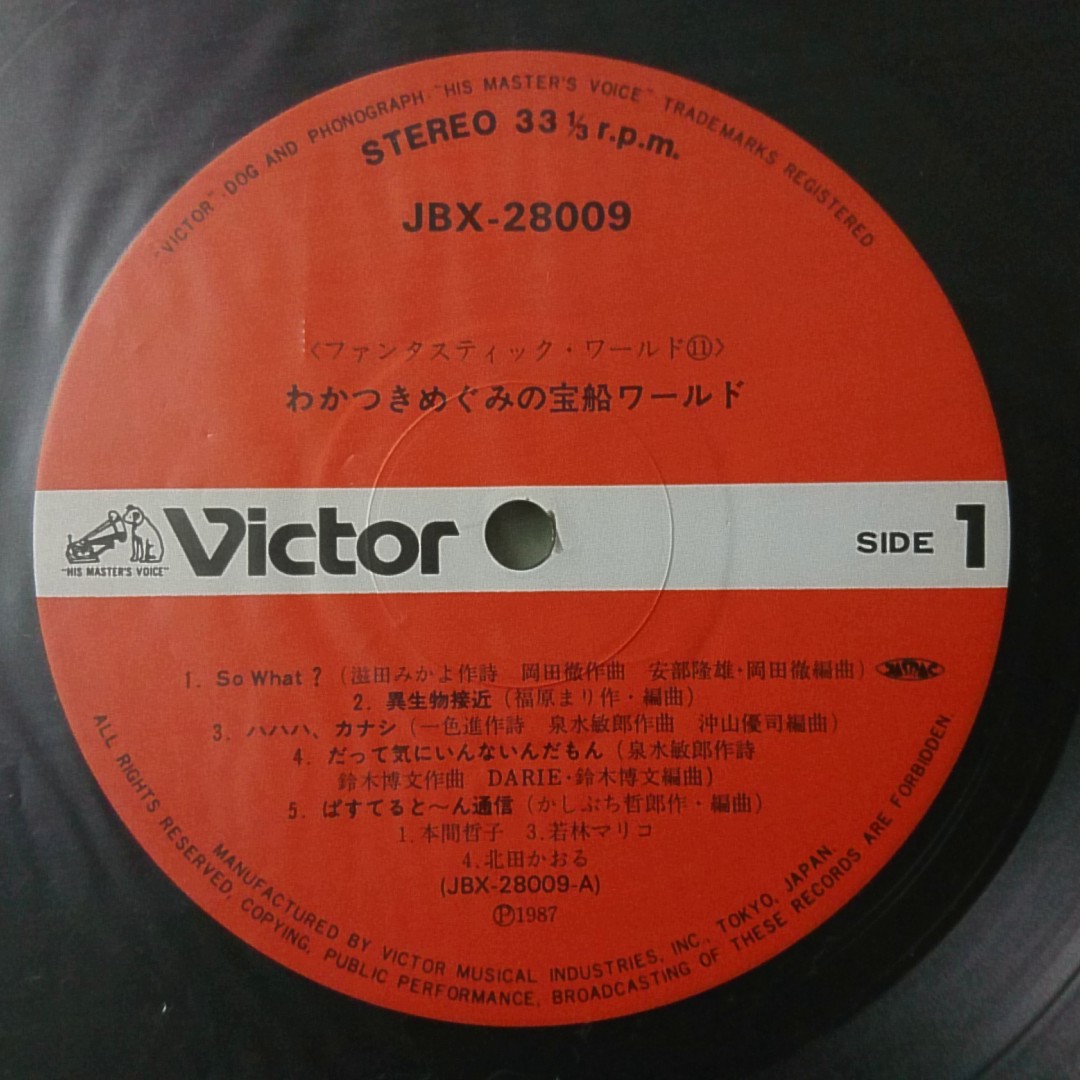 "VICTOR" · DOG AND PHONOGRAPH · "HIS MASTER'S VOICE" TRADEMARKS REGISTERED
STEREO 33 ⅓ r.p.m.
JBX-28009
〈ファンタスティック・ワールド⑪〉
わかつきめぐみの宝船ワールド
"HIS MASTER'S VOICE"
Victor
SIDE 1
1. So What ? (滋田みかよ作詩 岡田徹作曲 安部隆雄・岡田徹編曲)
2. 異生物接近 (福原まり作・編曲)
3. ハハハ、カナシ (一色進作詩 泉水敏郎作曲 沖山優司編曲)
4. だって気にいんないんだもん (泉水敏郎作詩
鈴木博文作曲 DARIE・鈴木博文編曲)
5. ぱすてると〜ん通信 (かしぶち哲郎作・編曲)
1.本間哲子 3.若林マリコ
4.北田かおる
(JBX-28009-A)
Ⓟ1987
MANUFACTURED BY VICTOR MUSICAL INDUSTRIES, INC., TOKYO, JAPAN.
ALL RIGHTS RESERVED, COPYING, PUBLIC PERFORMANCE, BROADCASTING OF THESE RECORDS ARE FORBIDDEN.